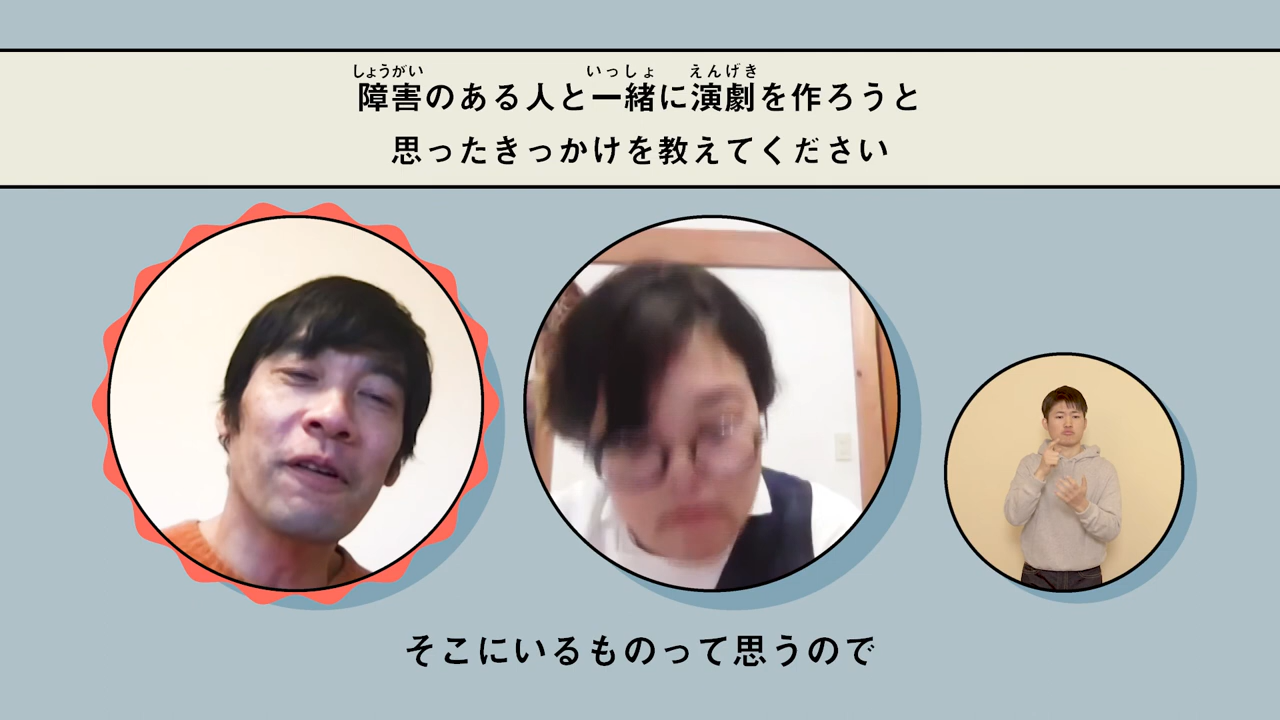 しょうがい いっしょ えんげき
障害のある人と一緒に演劇を作ろうと
思ったきっかけを教えてください
そこにいるものって思うので